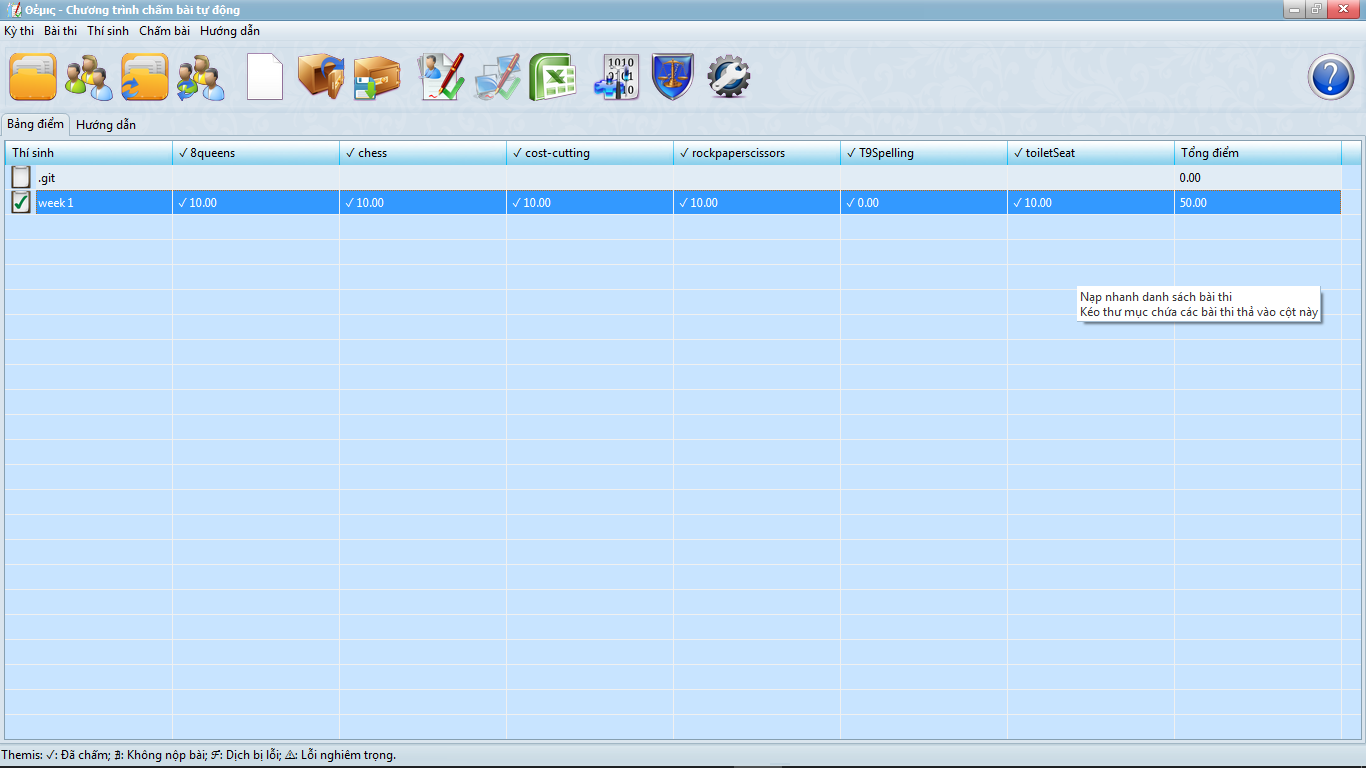 Θέμις - Chương trình chấm bài tự động
Kỳ thi Bài thi Thí sinh Chấm bài Hướng dẫn
1010
Bảng điểm Hướng dẫn
Thí sinh ✓ 8queens ✓ chess ✓ cost-cutting ✓ rockpaperscissors ✓ T9Spelling ✓ toiletSeat Tổng điểm
.git 0.00
week 1 ✓ 10.00 ✓ 10.00 ✓ 10.00 ✓ 10.00 ✓ 0.00 ✓ 10.00 50.00
Nạp nhanh danh sách bài thi
Kéo thư mục chứa các bài thi thả vào cột này
Themis: ✓: Đã chấm; ∄: Không nộp bài; ℱ: Dịch bị lỗi; ⚠: Lỗi nghiêm trọng.